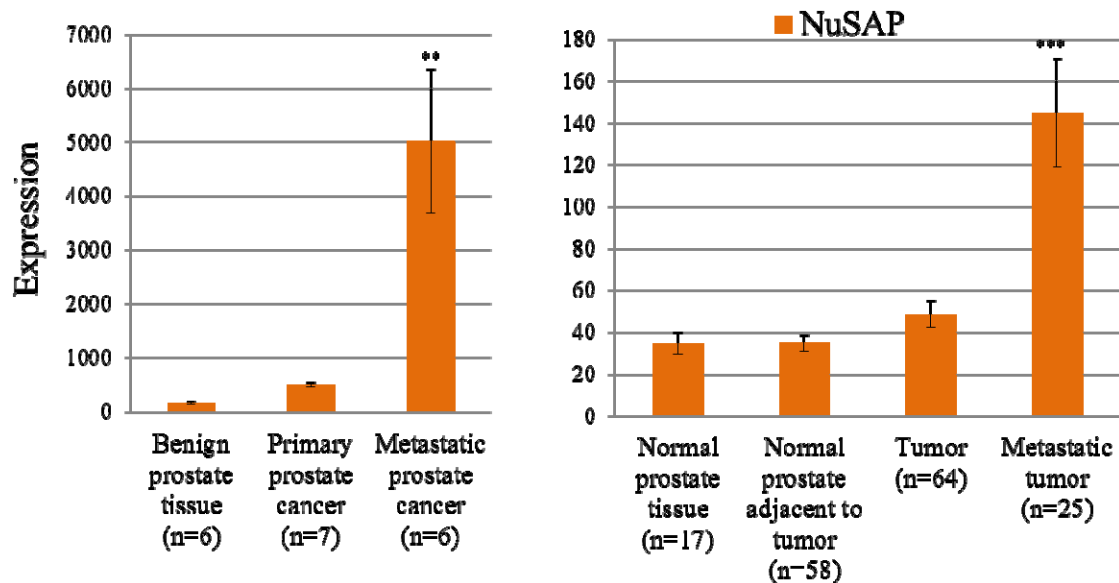 Expression
7000
6000
5000
4000
3000
2000
1000
0
**
Benign
prostate
tissue
(n=6)
Primary
prostate
cancer
(n=7)
Metastatic
prostate
cancer
(n=6)
NuSAP
180
160
140
120
100
80
60
40
20
0
***
Normal
prostate
tissue
(n=17)
Normal
prostate
adjacent to
tumor
(n=58)
Tumor
(n=64)
Metastatic
tumor
(n=25)